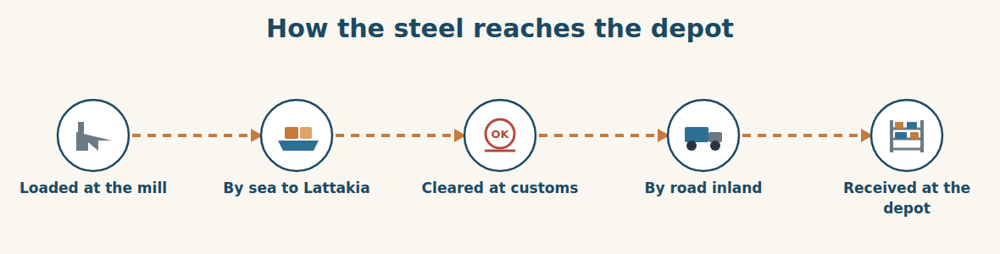 How the steel reaches the depot
OK
Loaded at the mill
By sea to Lattakia
Cleared at customs
By road inland
Received at the
depot